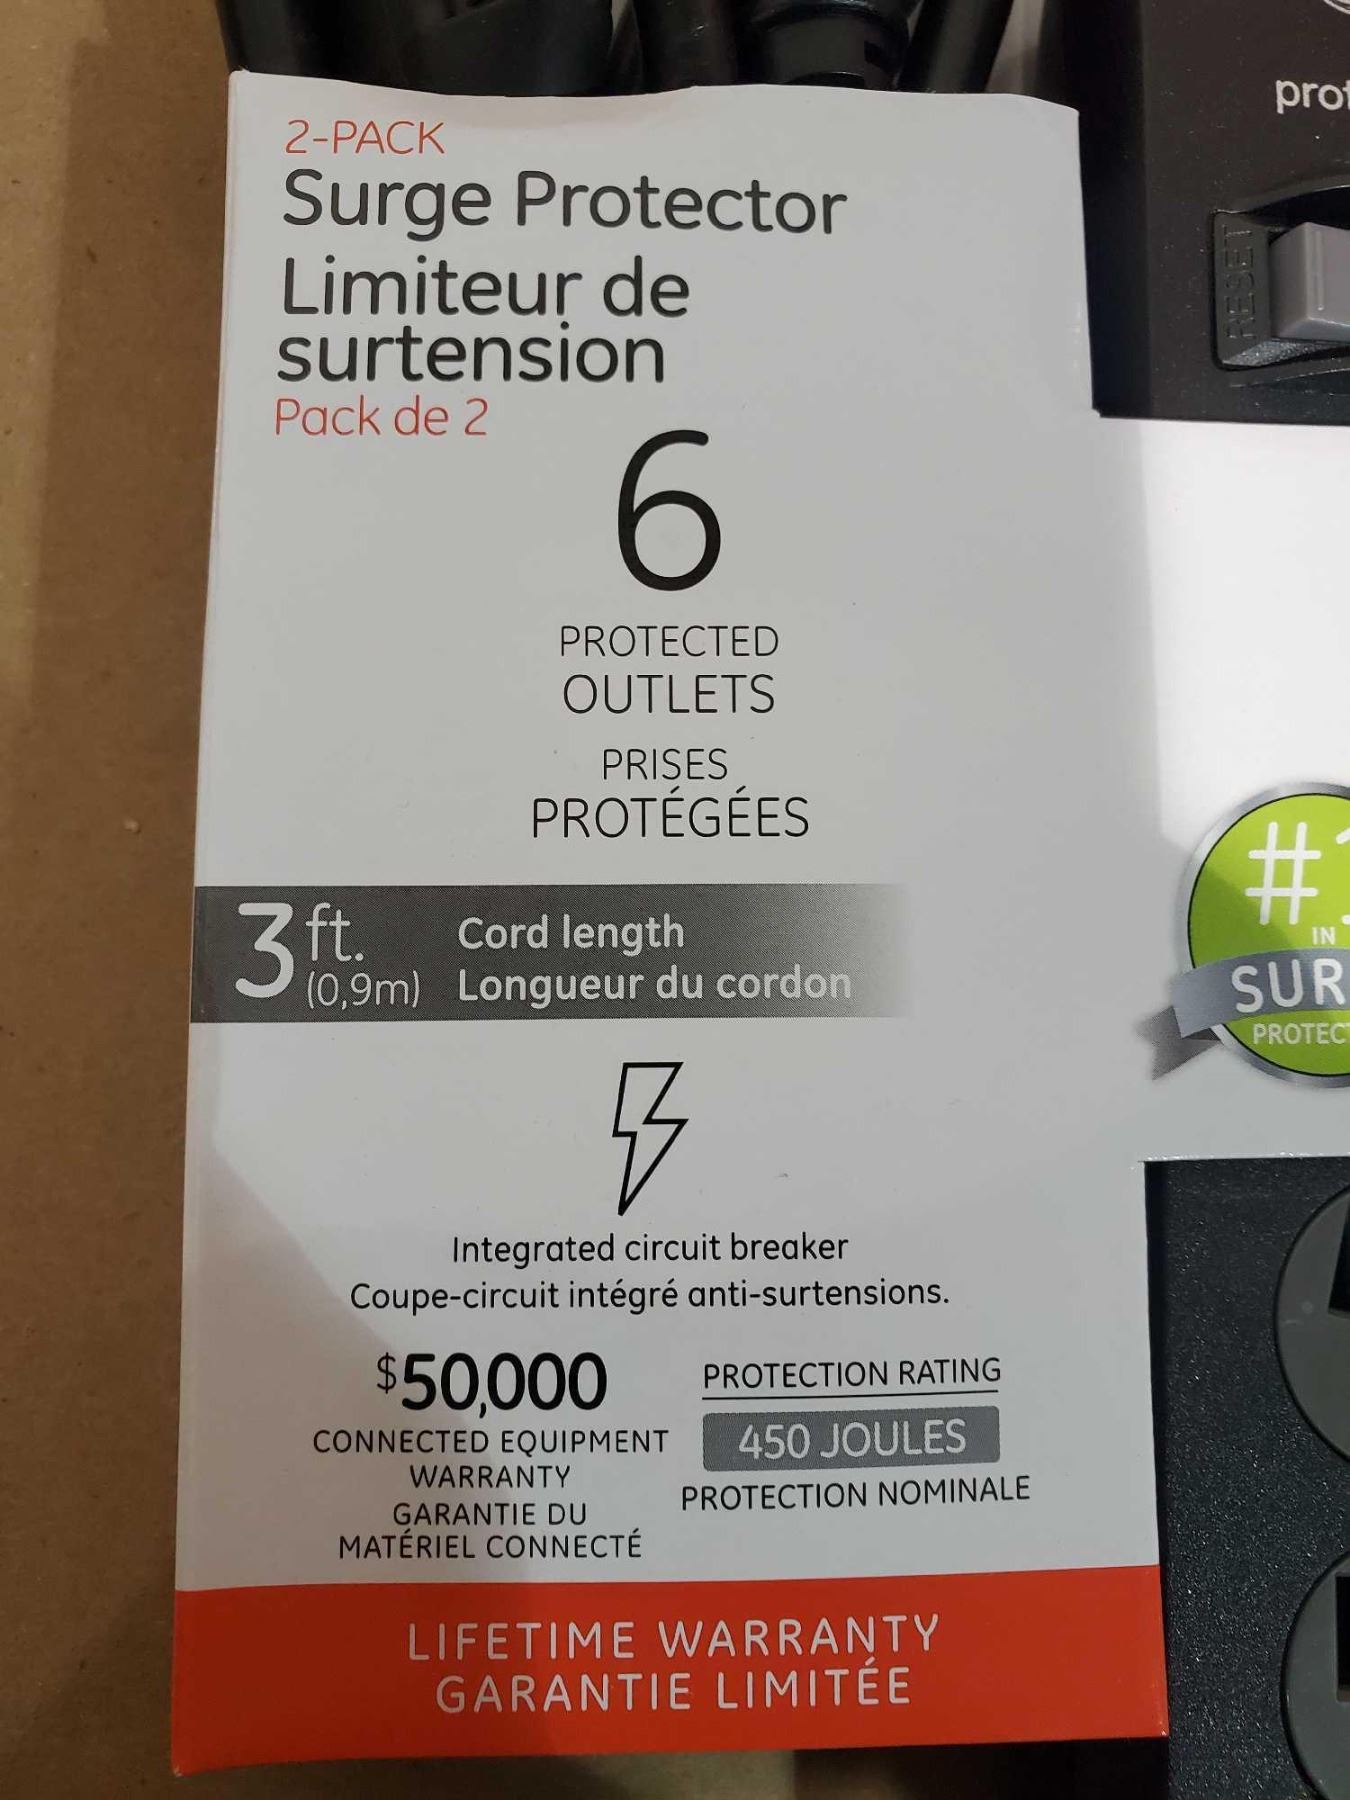 2-PACK
Surge Protector
Limiteur de
surtension
Pack de 2
6
PROTECTED
OUTLETS
PRISES
PROTÉGÉES
3 ft.
(0,9m)
Cord length
Longueur du cordon
Integrated circuit breaker
Coupe-circuit intégré anti-surtensions.
$50,000
CONNECTED EQUIPMENT
WARRANTY
GARANTIE DU
MATÉRIEL CONNECTÉ
PROTECTION RATING
450 JOULES
PROTECTION NOMINALE
LIFETIME WARRANTY
GARANTIE LIMITÉE
RESET
#1
IN